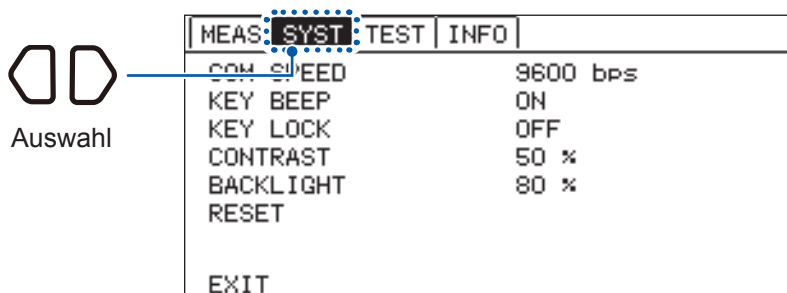 MEAS SYST TEST INFO
COM SPEED 9600 bps
KEY BEEP ON
KEY LOCK OFF
CONTRAST 50 %
BACKLIGHT 80 %
RESET
EXIT
Auswahl